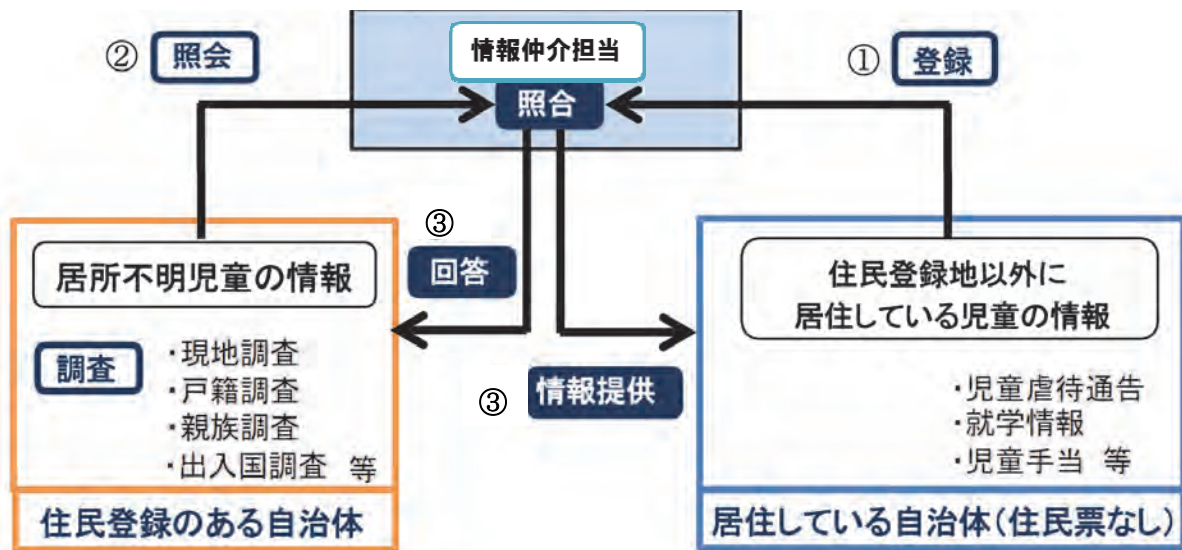 ② 照会
情報仲介担当
照合
① 登録
居所不明児童の情報
調査
・現地調査
・戸籍調査
・親族調査
・出入国調査 等
住民登録のある自治体
③
回答
③ 情報提供
住民登録地以外に
居住している児童の情報
・児童虐待通告
・就学情報
・児童手当 等
居住している自治体(住民票なし)